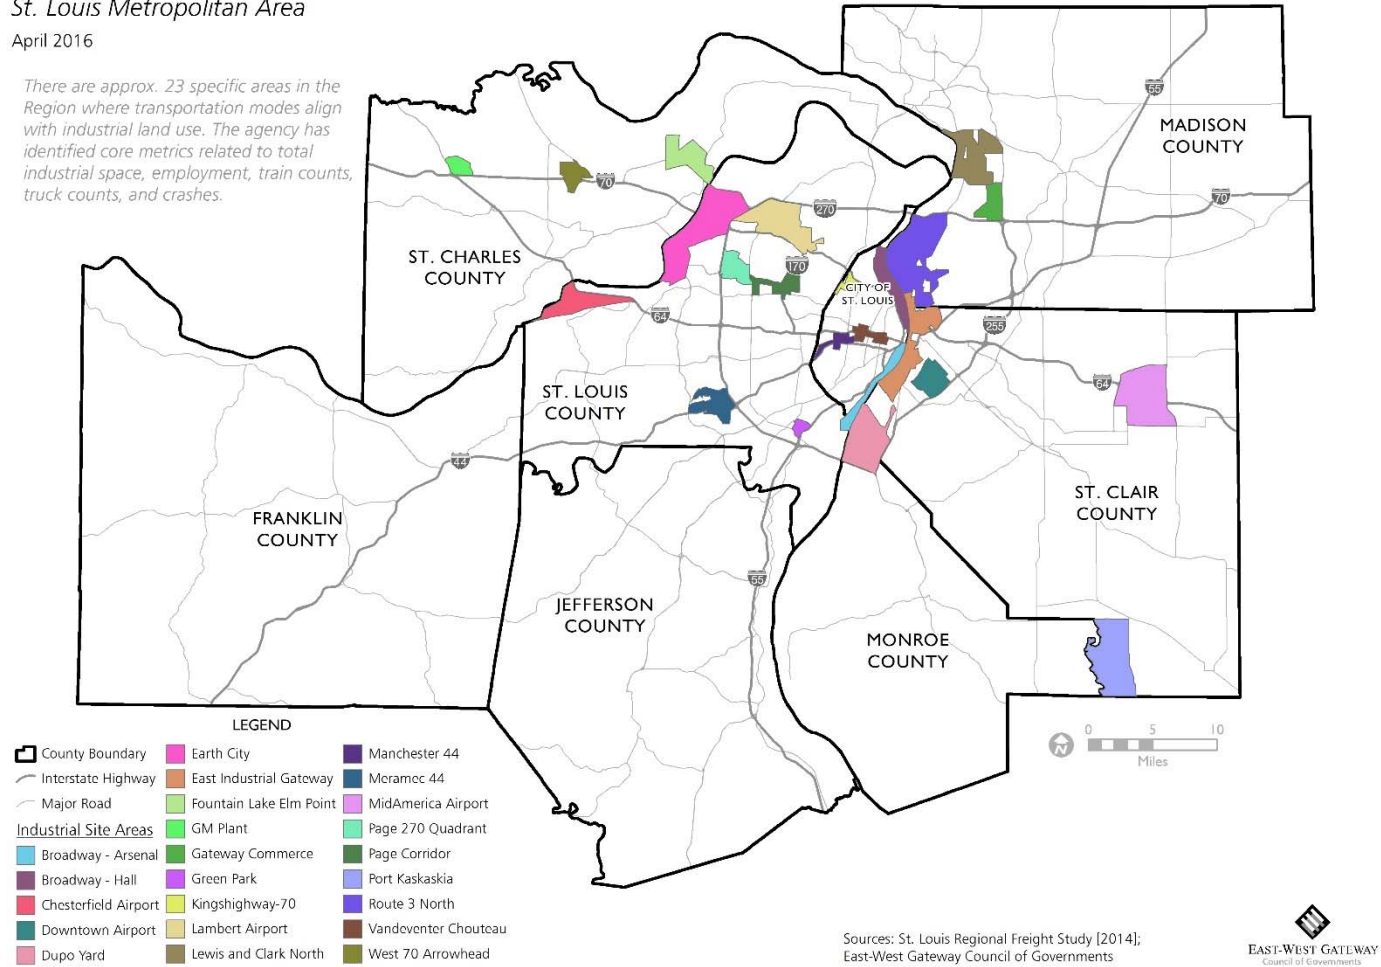 St. Louis Metropolitan Area
April 2016
There are approx. 23 specific areas in the
Region where transportation modes align
with industrial land use. The agency has
identified core metrics related to total
industrial space, employment, train counts,
truck counts, and crashes.
55
MADISON
COUNTY
70
70
270
ST. CHARLES
COUNTY
170
CITY OF
ST. LOUIS
64
255
64
ST. LOUIS
COUNTY
44
ST. CLAIR
COUNTY
FRANKLIN
COUNTY
55
JEFFERSON
COUNTY
MONROE
COUNTY
LEGEND
County Boundary
Interstate Highway
Major Road
Industrial Site Areas
Broadway - Arsenal
Broadway - Hall
Chesterfield Airport
Downtown Airport
Dupo Yard
Earth City
East Industrial Gateway
Fountain Lake Elm Point
GM Plant
Gateway Commerce
Green Park
Kingshighway-70
Lambert Airport
Lewis and Clark North
Manchester 44
Meramec 44
MidAmerica Airport
Page 270 Quadrant
Page Corridor
Port Kaskaskia
Route 3 North
Vandeventer Chouteau
West 70 Arrowhead
N
0 5 10
Miles
Sources: St. Louis Regional Freight Study [2014];
East-West Gateway Council of Governments
EAST-WEST GATEWAY
Council of Governments